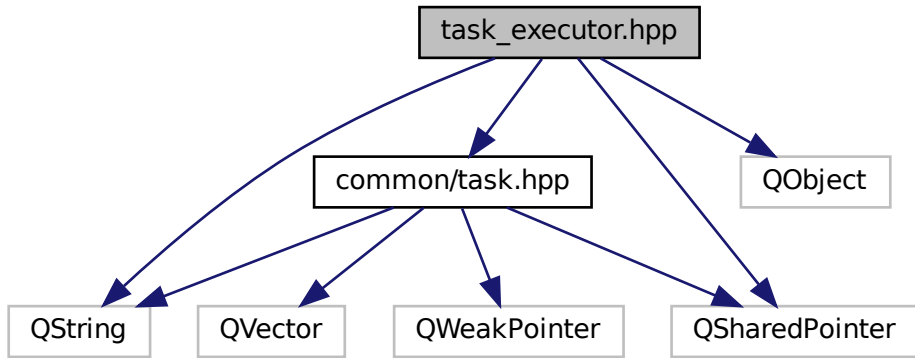 task_executor.hpp
common/task.hpp
QObject
QString
QVector
QWeakPointer
QSharedPointer